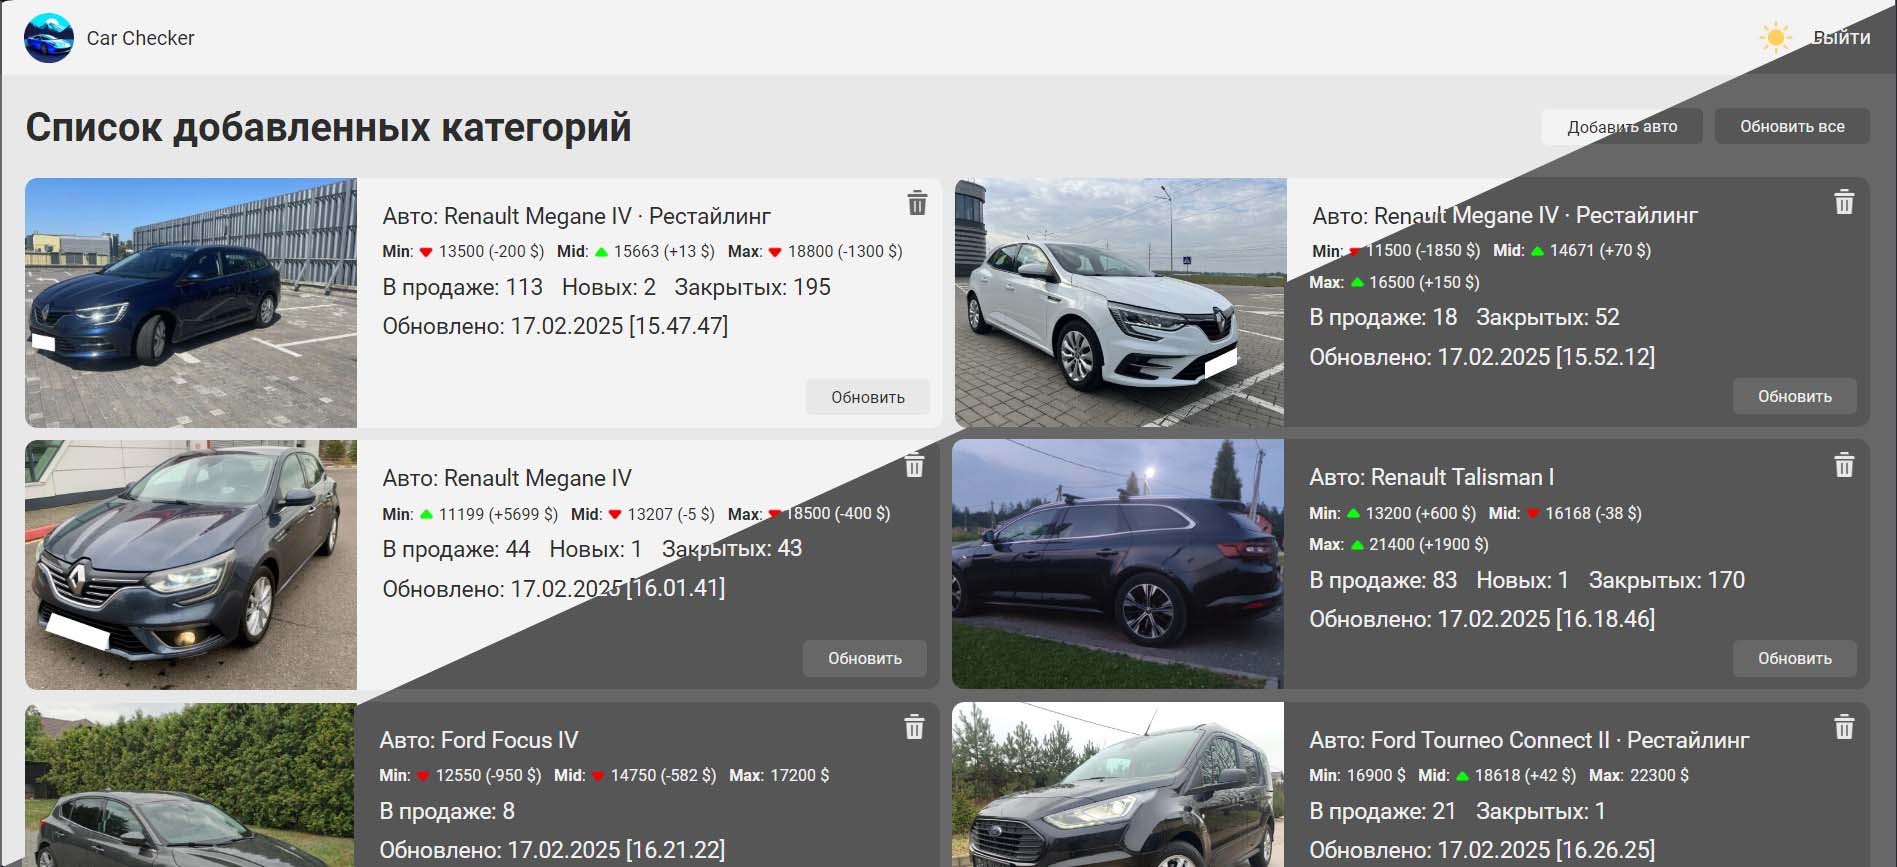 Car Checker
Выйти
Список добавленных категорий
Добавить авто
Обновить все
Авто: Renault Megane IV · Рестайлинг
Min: 13500 (-200 $) Mid: 15663 (+13 $) Max: 18800 (-1300 $)
В продаже: 113 Новых: 2 Закрытых: 195
Обновлено: 17.02.2025 [15.47.47]
Обновить
Авто: Renault Megane IV · Рестайлинг
Min: 11500 (-1850 $) Mid: 14671 (+70 $)
Max: 16500 (+150 $)
В продаже: 18 Закрытых: 52
Обновлено: 17.02.2025 [15.52.12]
Обновить
Авто: Renault Megane IV
Min: 11199 (+5699 $) Mid: 13207 (-5 $) Max: 18500 (-400 $)
В продаже: 44 Новых: 1 Закрытых: 43
Обновлено: 17.02.2025 [16.01.41]
Обновить
Авто: Renault Talisman I
Min: 13200 (+600 $) Mid: 16168 (-38 $)
Max: 21400 (+1900 $)
В продаже: 83 Новых: 1 Закрытых: 170
Обновлено: 17.02.2025 [16.18.46]
Обновить
Авто: Ford Focus IV
Min: 12550 (-950 $) Mid: 14750 (-582 $) Max: 17200 $
В продаже: 8
Обновлено: 17.02.2025 [16.21.22]
Авто: Ford Tourneo Connect II · Рестайлинг
Min: 16900 $ Mid: 18618 (+42 $) Max: 22300 $
В продаже: 21 Закрытых: 1
Обновлено: 17.02.2025 [16.26.25]